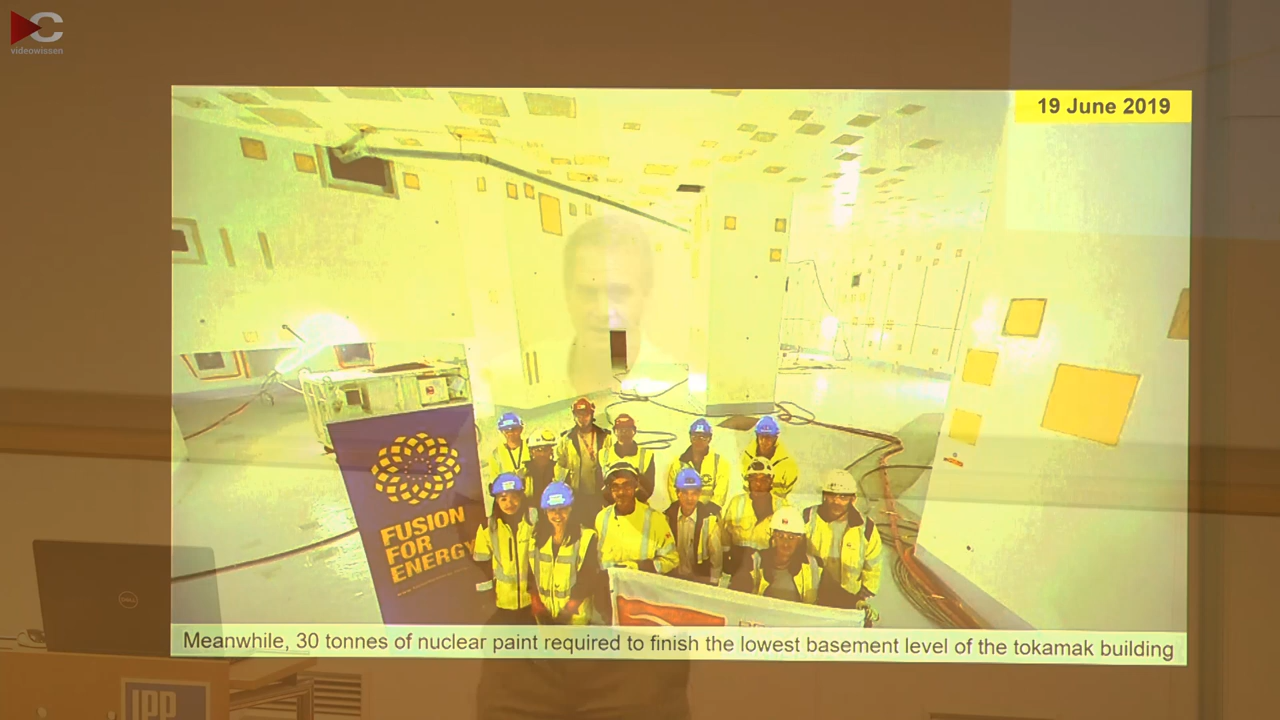 videowissen
19 June 2019
FUSION
FOR
ENERGY
Meanwhile, 30 tonnes of nuclear paint required to finish the lowest basement level of the tokamak building
DELL
IPP